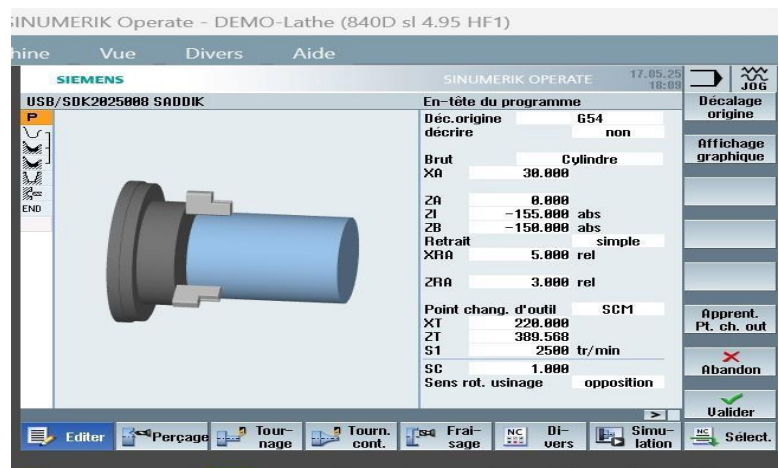 SINUMERIK Operate - DEMO-Lathe (840D sl 4.95 HF1)
Vue Divers Aide
SIEMENS SINUMERIK OPERATE 17.05.25 18:09 JOG
USB/SDK2025008 SADDIK
P
END
En-tête du programme
Déc.origine G54
décrire non
Brut Cylindre
XA 30.000
ZA 0.000
ZI -155.000 abs
ZB -150.000 abs
Retrait simple
XRA 5.000 rel
ZRA 3.000 rel
Point chang. d'outil SCM
XT 220.000
ZT 389.568
S1 2500 tr/min
SC 1.000
Sens rot. usinage opposition
>
Décalage
origine
Affichage
graphique
Apprent.
Pt. ch. out
Abandon
Valider
Editer
Perçage
Tour-
nage
Tourn.
cont.
Frai-
sage
NC
Di-
vers
Simu-
lation
NC
Sélect.